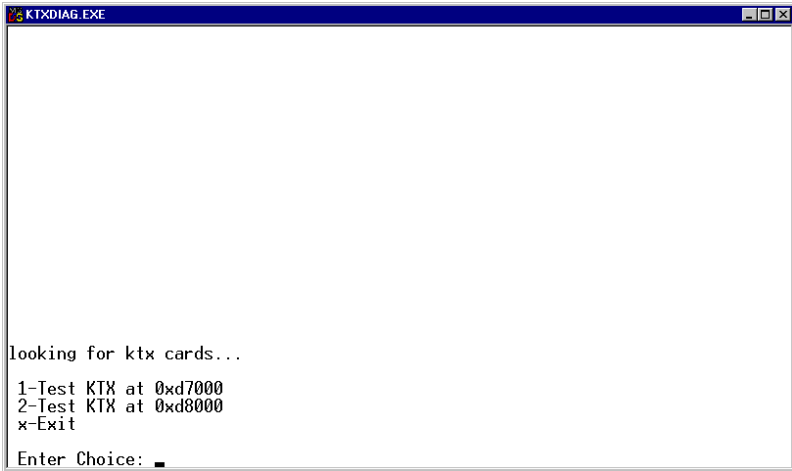 KTXDIAG.EXE
looking for ktx cards...
1-Test KTX at 0xd7000
2-Test KTX at 0xd8000
x-Exit
Enter Choice: